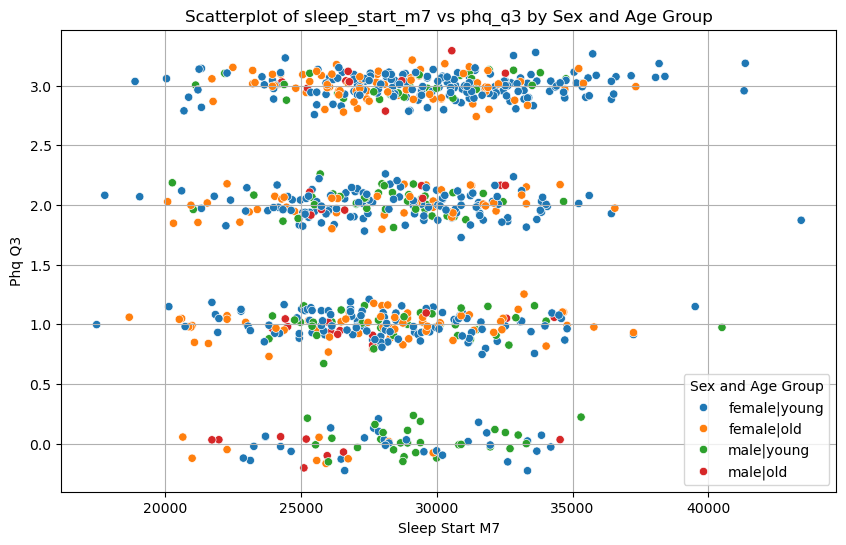 Scatterplot of sleep_start_m7 vs phq_q3 by Sex and Age Group
Phq Q3
3.0
2.5
2.0
1.5
1.0
0.5
0.0
Sex and Age Group
female|young
female|old
male|young
male|old
20000 25000 30000 35000 40000
Sleep Start M7